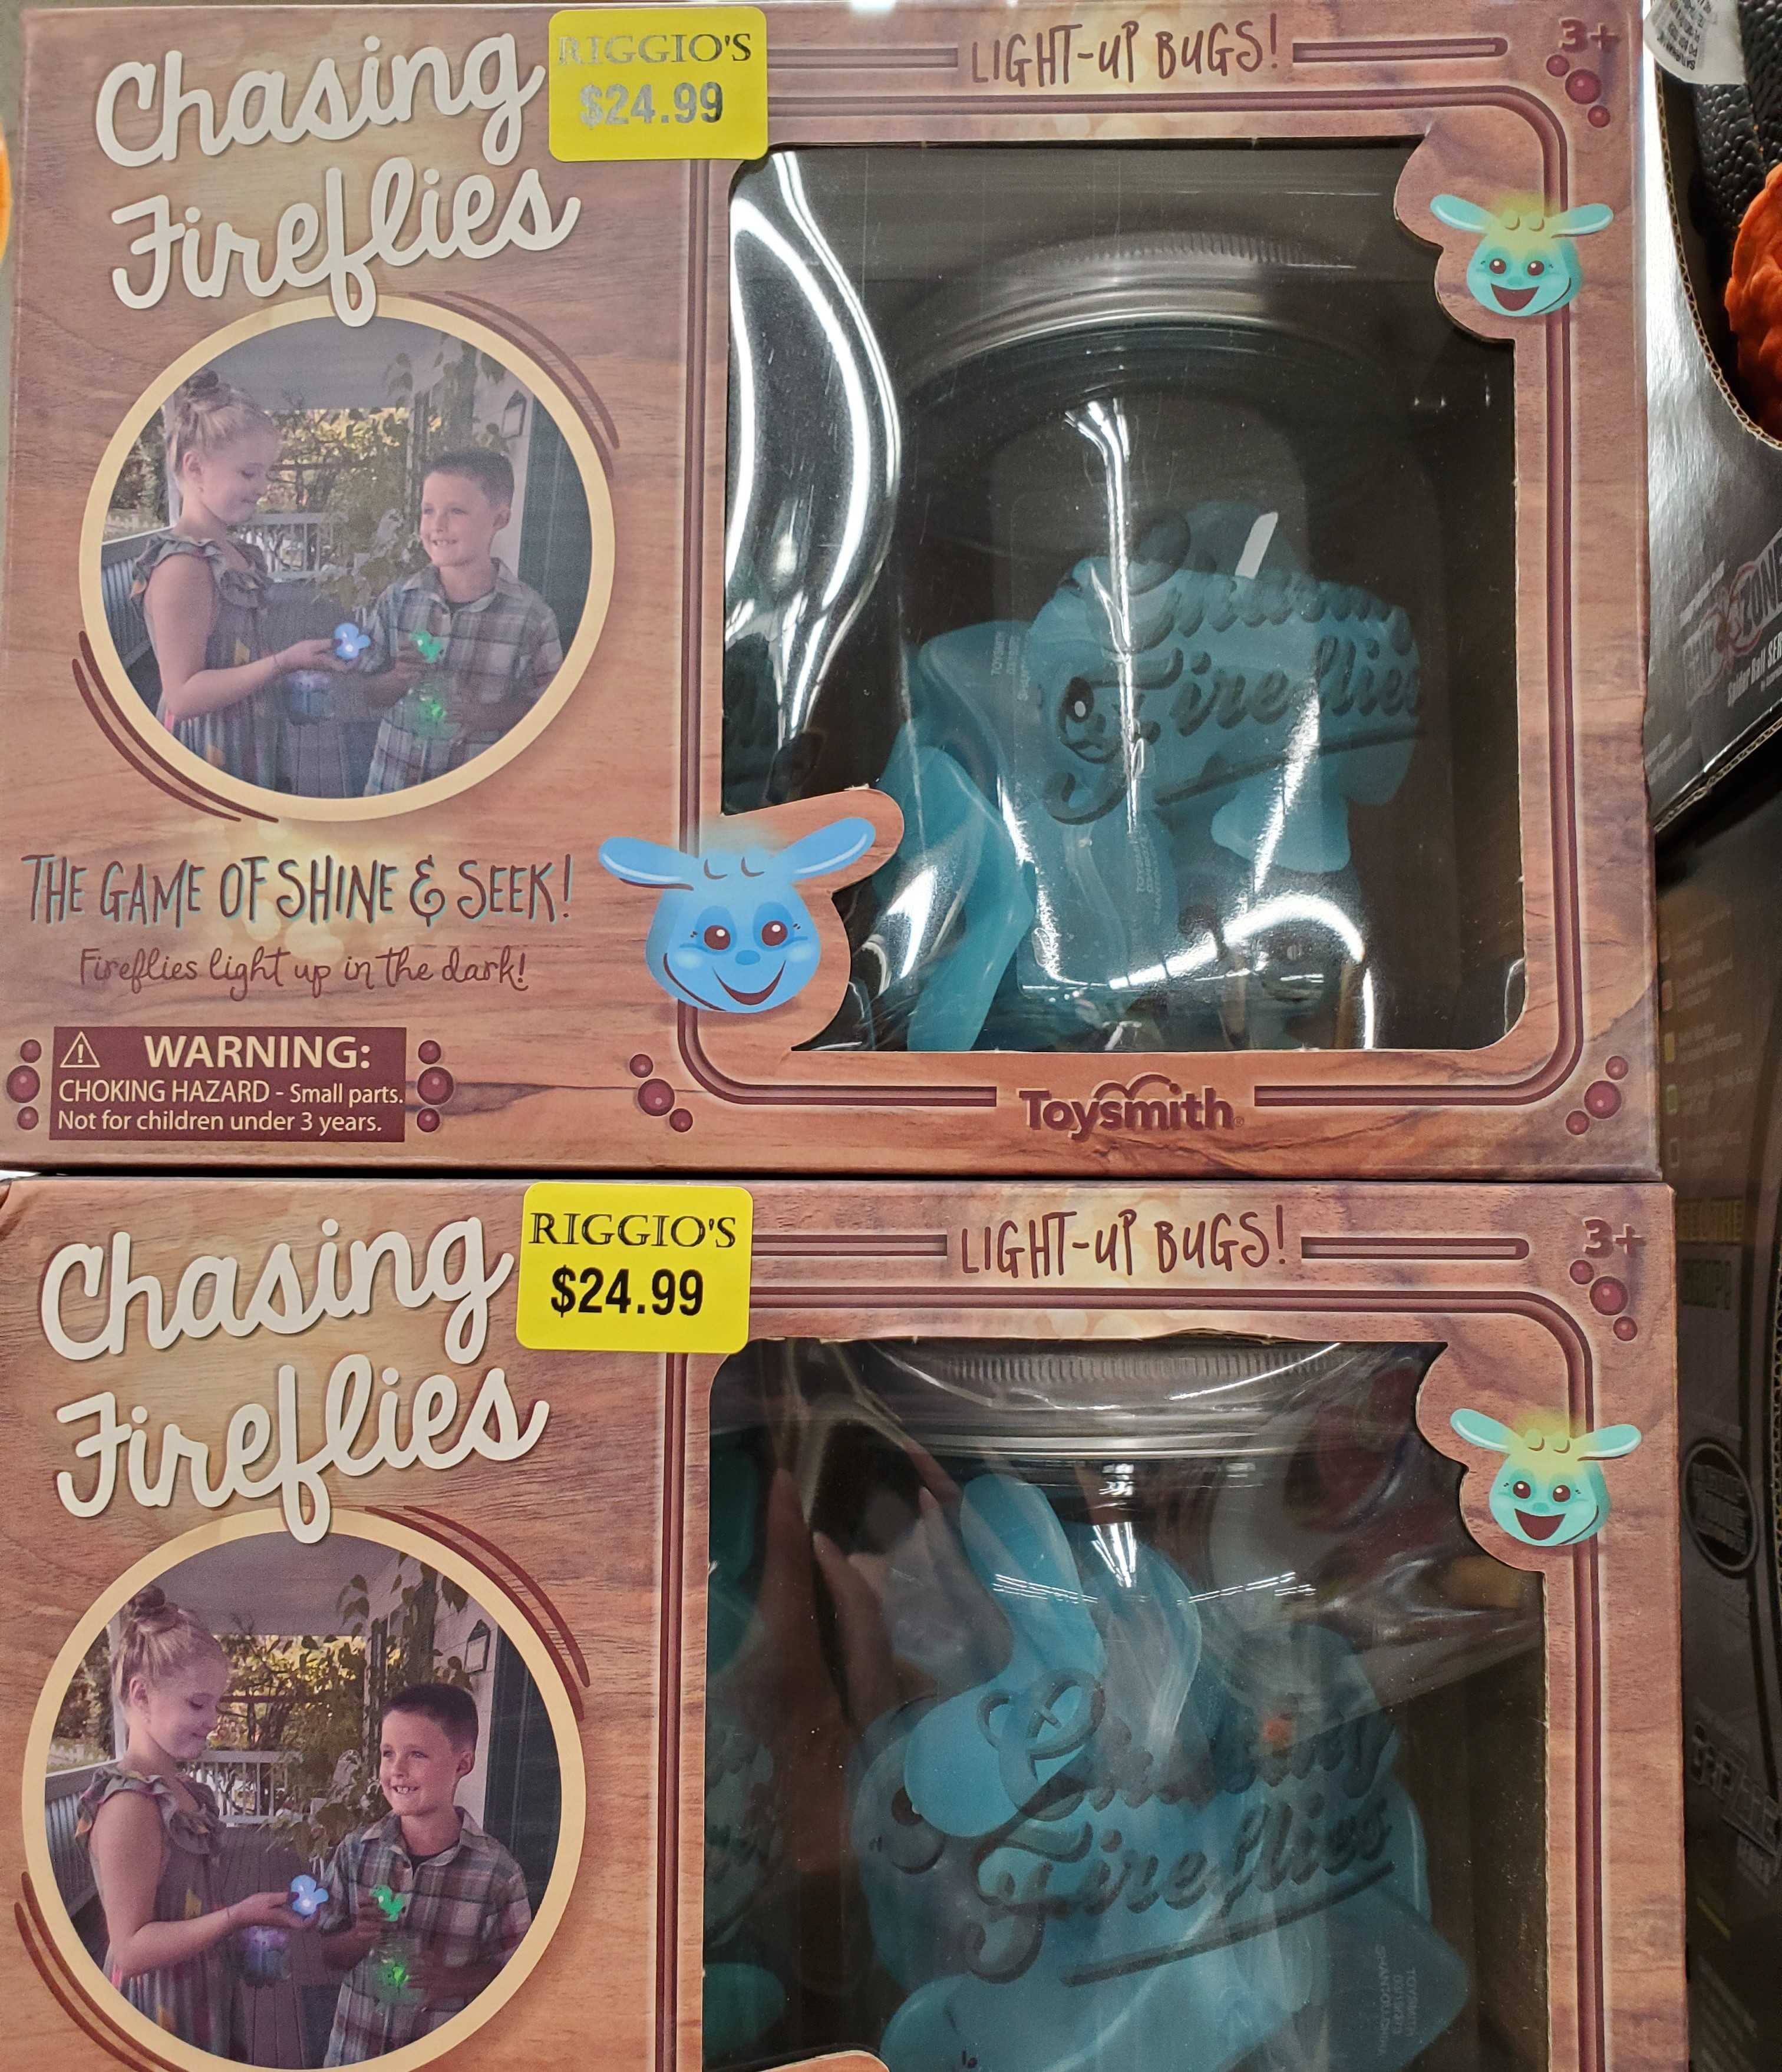 Chasing
Fireflies
RIGGIO'S
$24.99
LIGHT-UP BUGS!
3+
Chasing
Fireflies
THE GAME OF SHINE & SEEK!
Fireflies light up in the dark!
WARNING:
CHOKING HAZARD - Small parts.
Not for children under 3 years.
Toysmith
Chasing
Fireflies
RIGGIO'S
$24.99
LIGHT-UP BUGS!
3+
Chasing
Fireflies